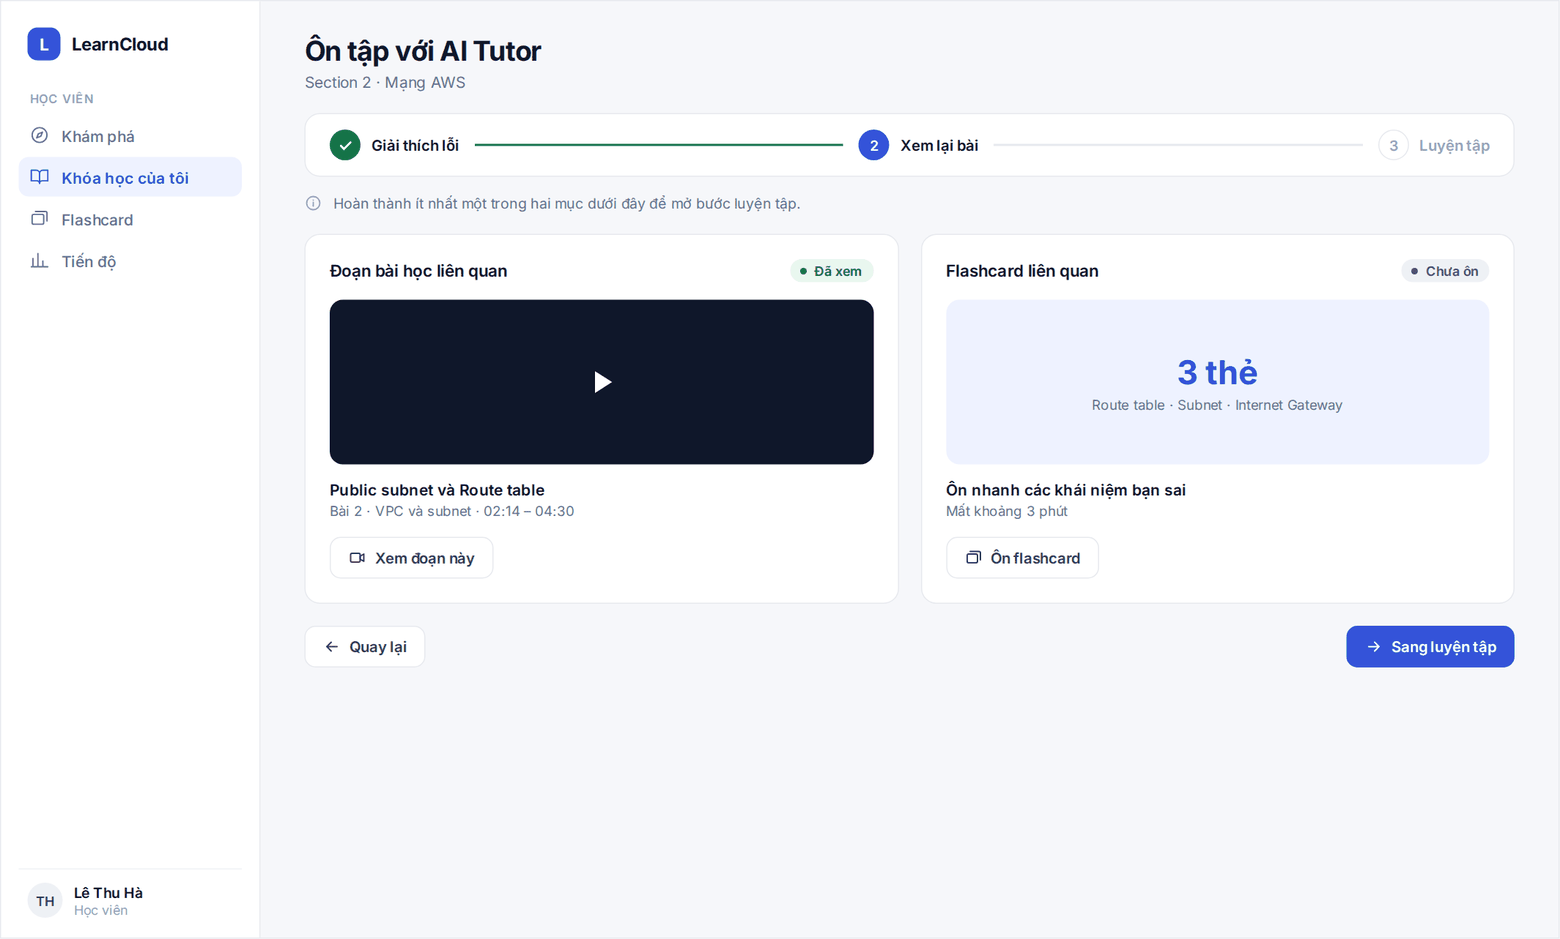 L LearnCloud
HỌC VIÊN
Khám phá
Khóa học của tôi
Flashcard
Tiến độ
TH
Lê Thu Hà
Học viên
Ôn tập với AI Tutor
Section 2 · Mạng AWS
Giải thích lỗi
2 Xem lại bài
3 Luyện tập
Hoàn thành ít nhất một trong hai mục dưới đây để mở bước luyện tập.
Đoạn bài học liên quan
Đã xem
Public subnet và Route table
Bài 2 · VPC và subnet · 02:14 – 04:30
Xem đoạn này
Flashcard liên quan
Chưa ôn
3 thẻ
Route table · Subnet · Internet Gateway
Ôn nhanh các khái niệm bạn sai
Mất khoảng 3 phút
Ôn flashcard
Quay lại
Sang luyện tập